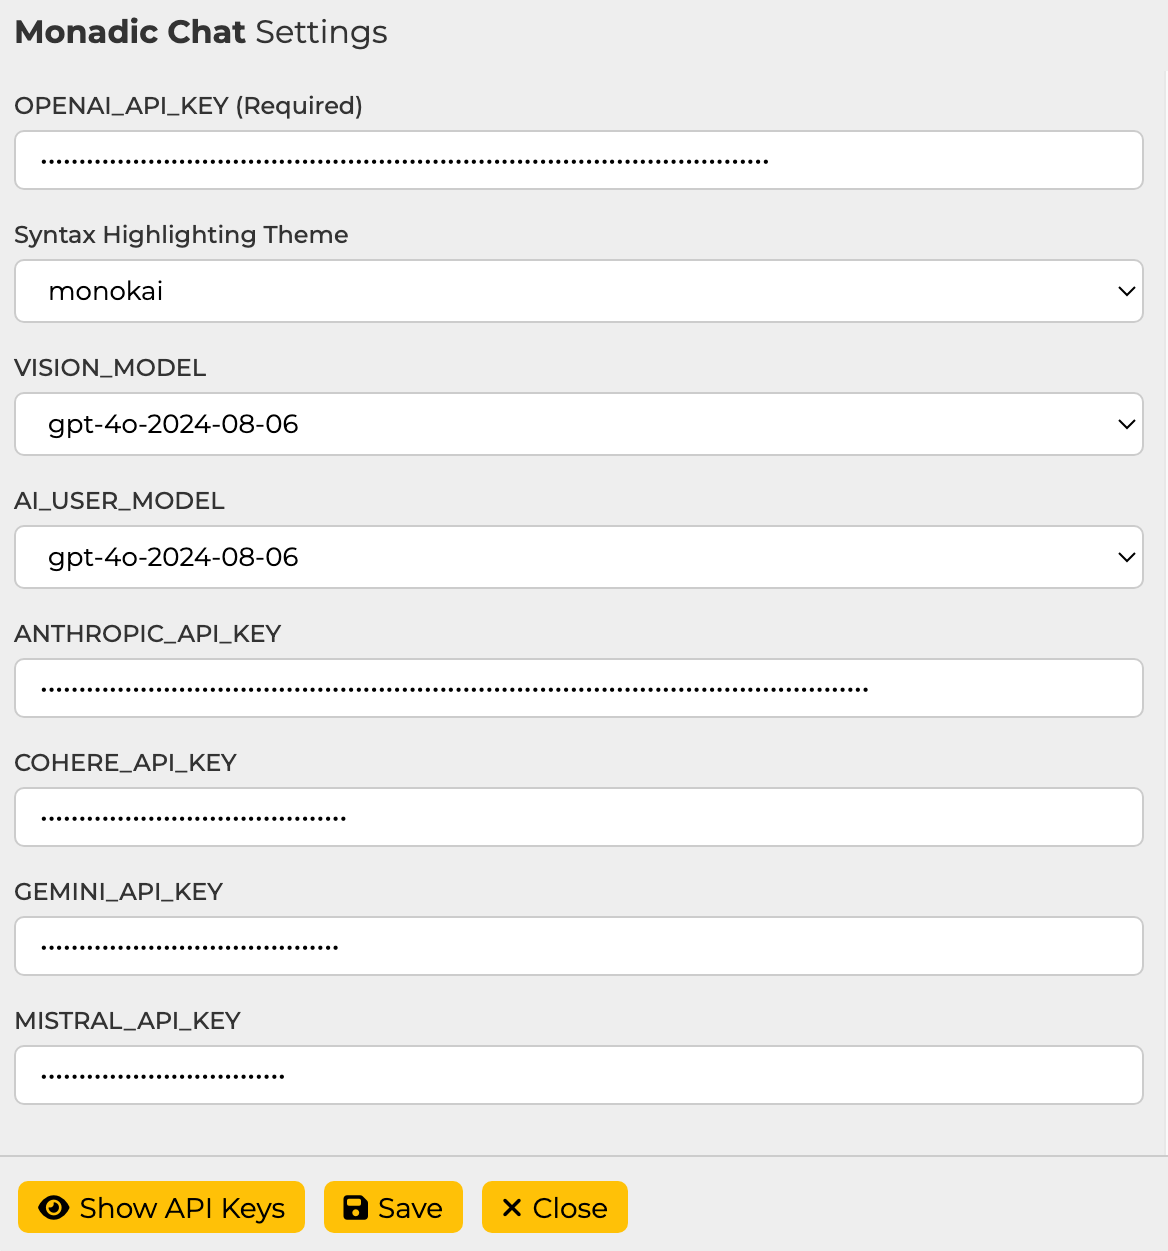 Monadic Chat Settings
OPENAI_API_KEY (Required)
Syntax Highlighting Theme
monokai
VISION_MODEL
gpt-4o-2024-08-06
AI_USER_MODEL
gpt-4o-2024-08-06
ANTHROPIC_API_KEY
COHERE_API_KEY
GEMINI_API_KEY
MISTRAL_API_KEY
Show API Keys
Save
Close